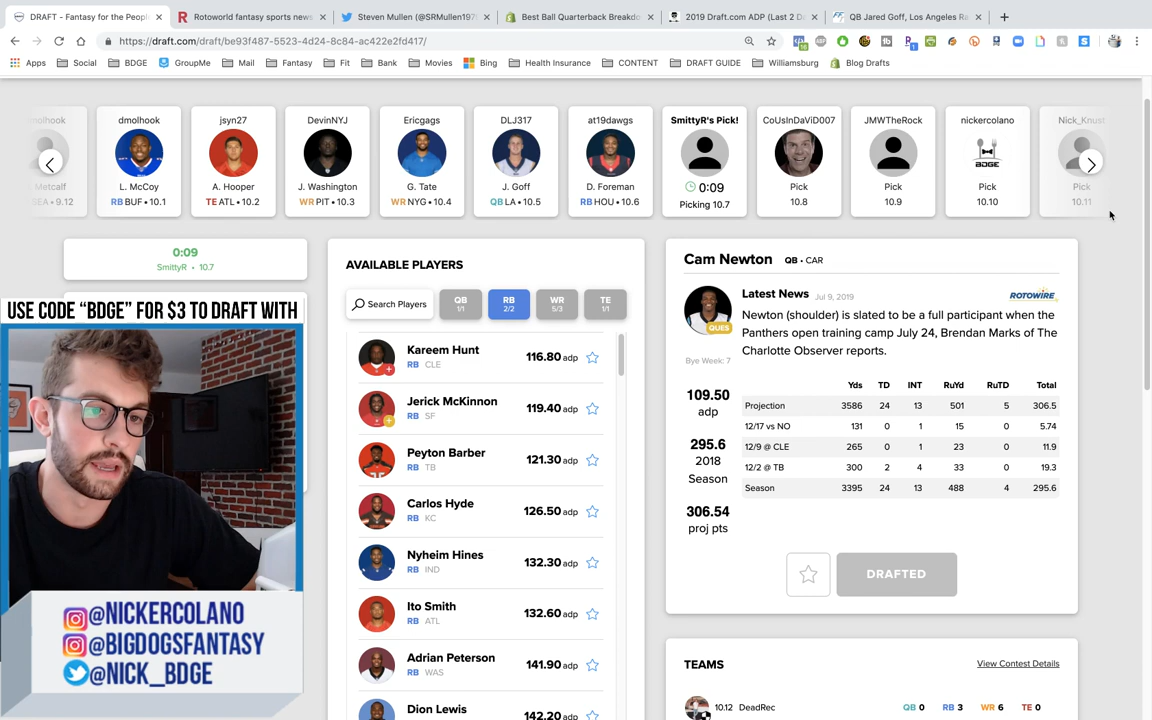 DRAFT - Fantasy for the Peopl
Rotoworld fantasy sports news
Steven Mullen (@SRMullen197
Best Ball Quarterback Breakdo
2019 Draft.com ADP (Last 2 D
QB Jared Goff, Los Angeles Ra
https://draft.com/draft/be93f487-5523-4d24-8c84-ac422e2fd417/
Apps Social BDGE GroupMe Mail Fantasy Fit Bank Movies Bing Health Insurance CONTENT DRAFT GUIDE Williamsburg Blog Drafts
molhook dmolhook jsyn27 DevinNYJ Ericgags DLJ317 at19dawgs SmittyR's Pick! CoUsInDaViD007 JMWTheRock nickercolano Nick_Knust
BDGE
Metcalf L. McCoy A. Hooper J. Washington G. Tate J. Goff D. Foreman 0:09 Pick Pick Pick Pick
SEA • 9.12 RB BUF • 10.1 TE ATL • 10.2 WR PIT • 10.3 WR NYG • 10.4 QB LA • 10.5 RB HOU • 10.6 Picking 10.7 10.8 10.9 10.10 10.11
0:09
SmittyR • 10.7
USE CODE "BDGE" FOR $3 TO DRAFT WITH
@NICKERCOLANO
@BIGDOGSFANTASY
@NICK_BDGE
AVAILABLE PLAYERS
Search Players
QB 1/1
RB 2/2
WR 5/3
TE 1/1
Kareem Hunt 116.80 adp
RB CLE
Jerick McKinnon 119.40 adp
RB SF
Peyton Barber 121.30 adp
RB TB
Carlos Hyde 126.50 adp
RB KC
Nyheim Hines 132.30 adp
RB IND
Ito Smith 132.60 adp
RB ATL
Adrian Peterson 141.90 adp
RB WAS
Dion Lewis 142.20 adp
Cam Newton QB • CAR
QUES
Bye Week: 7
Latest News Jul 9, 2019
ROTOWIRE
Newton (shoulder) is slated to be a full participant when the
Panthers open training camp July 24, Brendan Marks of The
Charlotte Observer reports.
109.50
adp
295.6
2018
Season
306.54
proj pts
Yds TD INT RuYd RuTD Total
Projection 3586 24 13 501 5 306.5
12/17 vs NO 131 0 1 15 0 5.74
12/9 @ CLE 265 0 1 23 0 11.9
12/2 @ TB 300 2 4 33 0 19.3
Season 3395 24 13 488 4 295.6
DRAFTED
TEAMS View Contest Details
10.12 DeadRec QB 0 RB 3 WR 6 TE 0